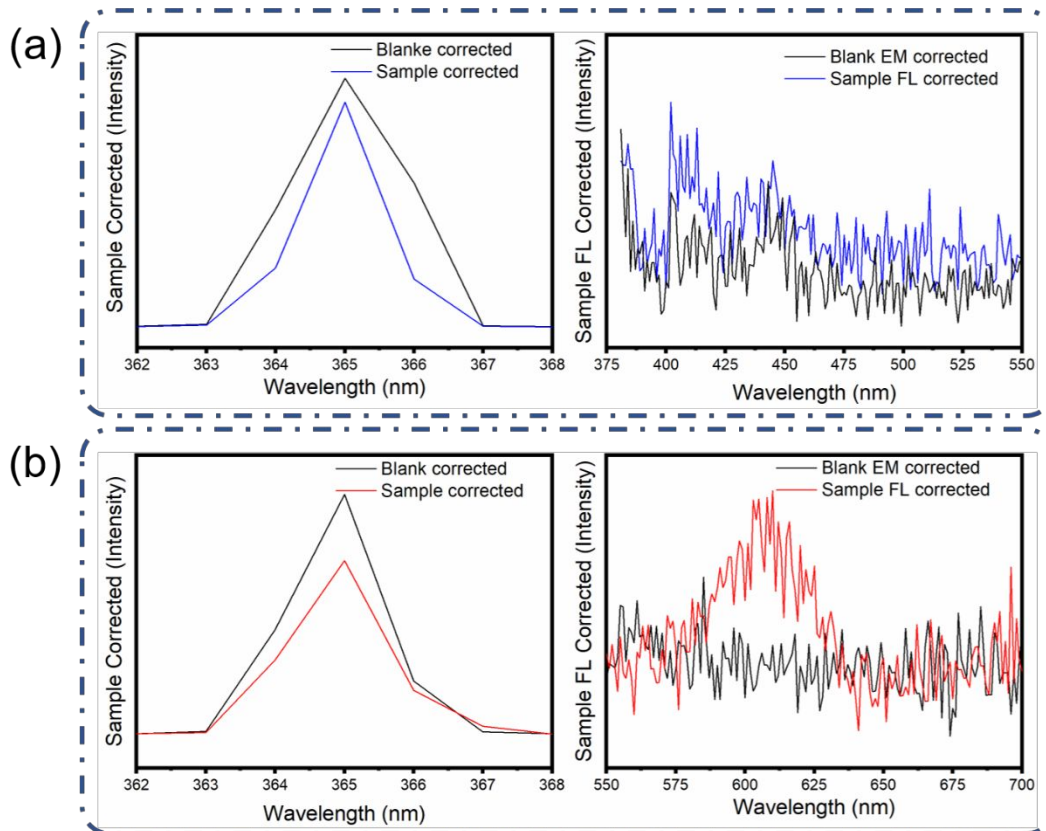 (a)
Sample Corrected (Intensity)
Blanke corrected
Sample corrected
362 363 364 365 366 367 368
Wavelength (nm)
Sample FL Corrected (Intensity)
Blank EM corrected
Sample FL corrected
375 400 425 450 475 500 525 550
Wavelength (nm)
(b)
Sample Corrected (Intensity)
Blank corrected
Sample corrected
362 363 364 365 366 367 368
Wavelength (nm)
Sample FL Corrected (Intensity)
Blank EM corrected
Sample FL corrected
550 575 600 625 650 675 700
Wavelength (nm)